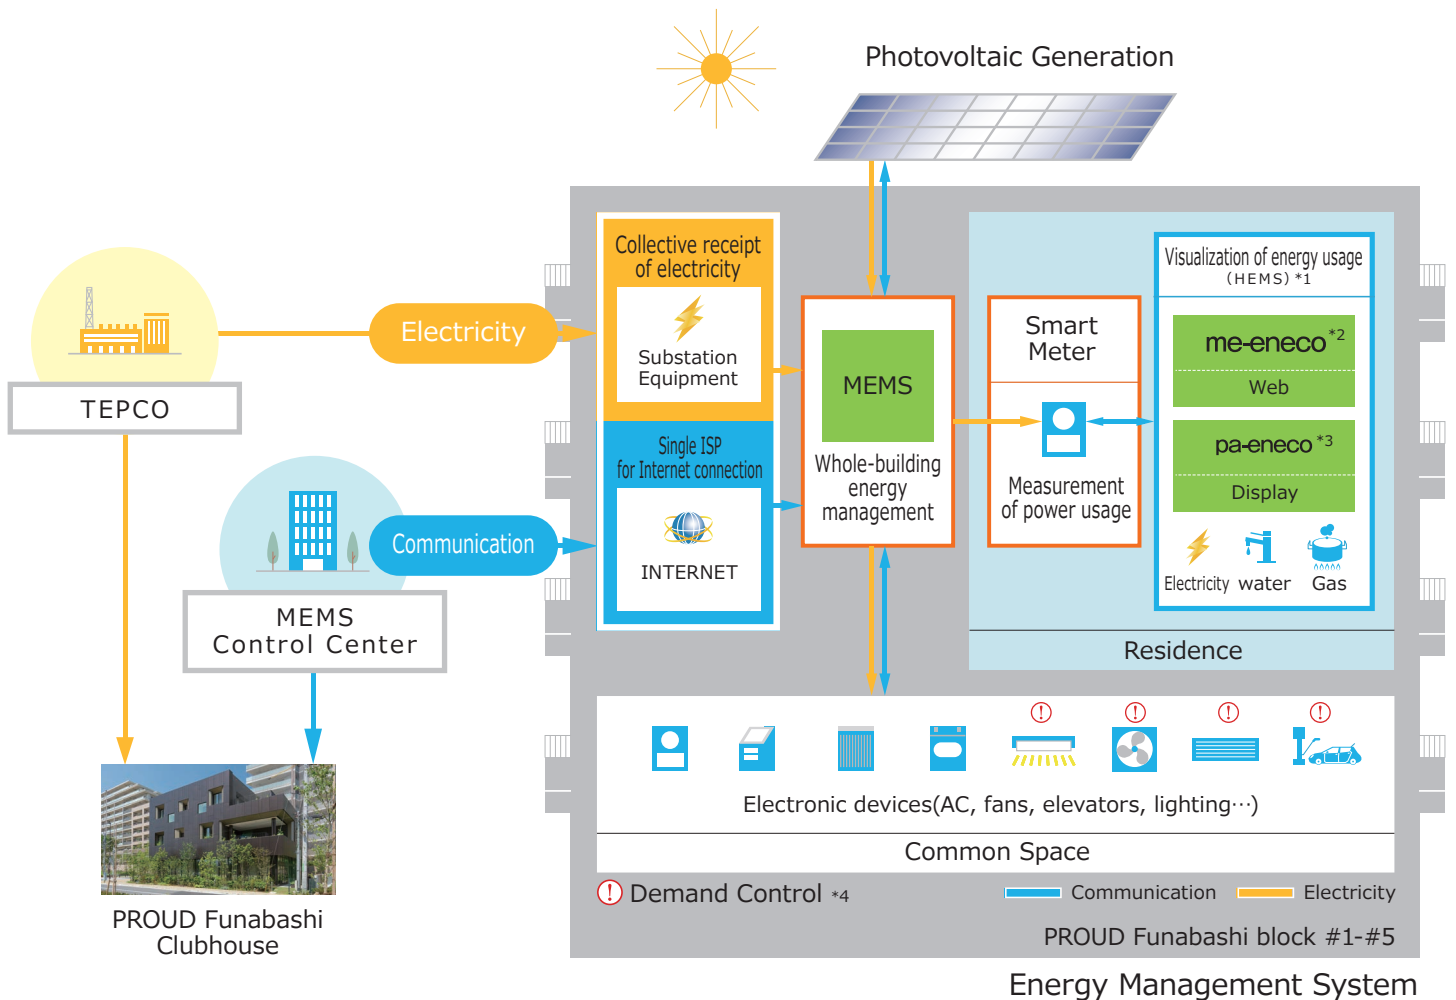 Photovoltaic Generation
Collective receipt
of electricity
Substation
Equipment
Electricity
TEPCO
Single ISP
for Internet connection
INTERNET
Communication
MEMS
Control Center
PROUD Funabashi
Clubhouse
MEMS
Whole-building
energy
management
Smart
Meter
Measurement
of power usage
Visualization of energy usage
(HEMS) *1
me-eneco*2
Web
pa-eneco*3
Display
Electricity water Gas
Residence
Electronic devices(AC, fans, elevators, lighting…)
Common Space
Demand Control *4
Communication Electricity
PROUD Funabashi block #1-#5
Energy Management System